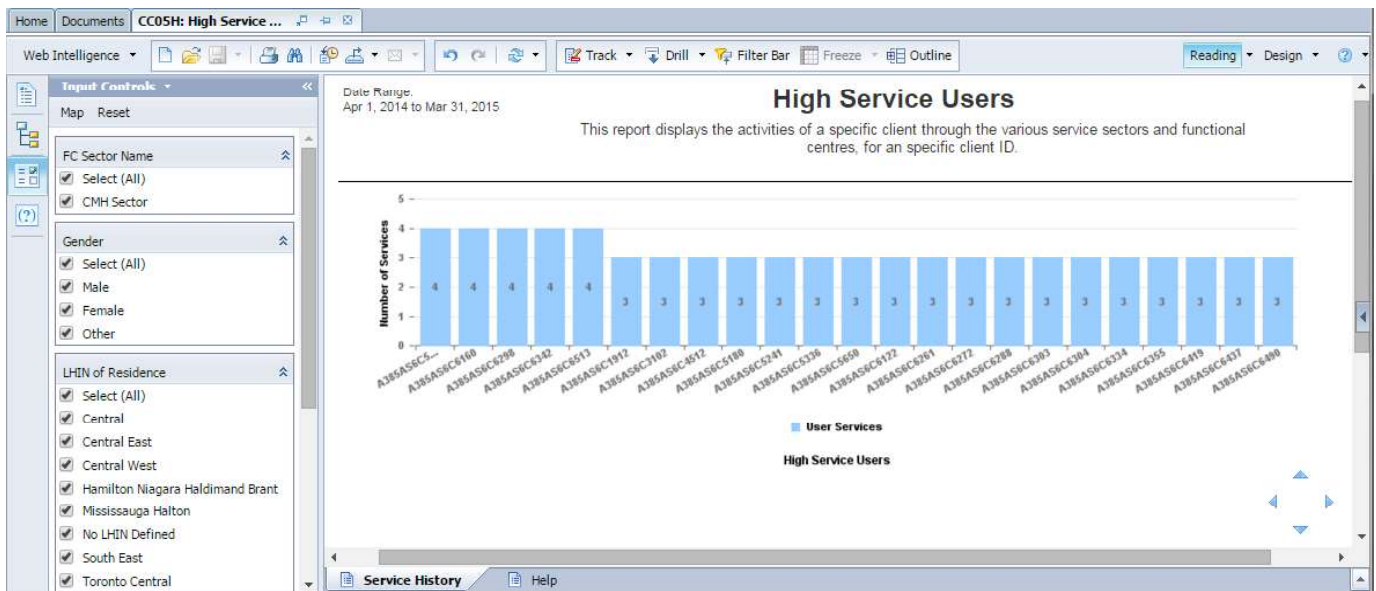 Home Documents CC05H: High Service ...
Web Intelligence Track Drill Filter Bar Freeze Outline Reading Design
Input Controls
Map Reset
FC Sector Name
Select (All)
CMH Sector
Gender
Select (All)
Male
Female
Other
LHIN of Residence
Select (All)
Central
Central East
Central West
Hamilton Niagara Haldimand Brant
Mississauga Halton
No LHIN Defined
South East
Toronto Central
Date Range:
Apr 1, 2014 to Mar 31, 2015
High Service Users
This report displays the activities of a specific client through the various service sectors and functional
centres, for an specific client ID.
Number of Services
5
4
3
2
1
0
4 4 4 4 4 3 3 3 3 3 3 3 3 3 3 3 3 3 3 3 3 3 3
A385AS6C5...
A385AS6C6160
A385AS6C6298
A385AS6C6342
A385AS6C6513
A385AS6C1912
A385AS6C3102
A385AS6C4512
A385AS6C5180
A385AS6C5241
A385AS6C5336
A385AS6C5650
A385AS6C6122
A385AS6C6261
A385AS6C6272
A385AS6C6288
A385AS6C6303
A385AS6C6304
A385AS6C6334
A385AS6C6355
A385AS6C6419
A385AS6C6437
A385AS6C6490
User Services
High Service Users
Service History Help